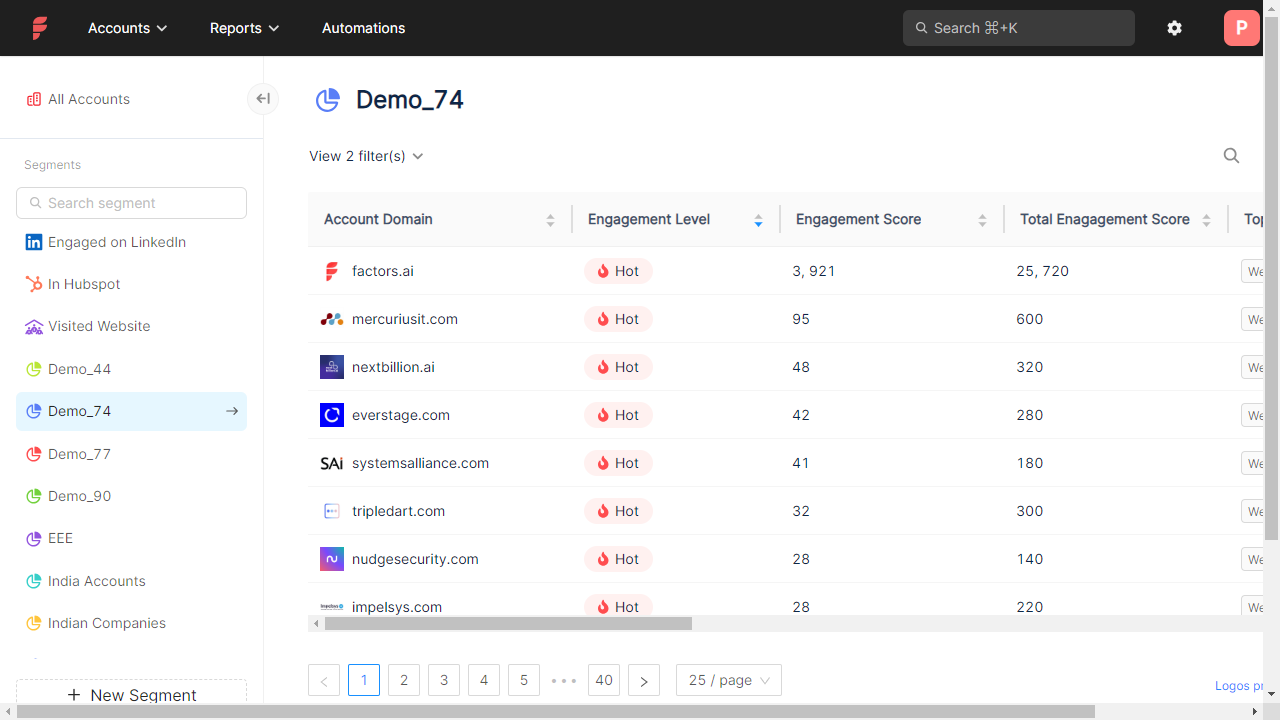 Accounts
Reports
Automations
Search ⌘+K
P
All Accounts
Segments
Search segment
Engaged on LinkedIn
In Hubspot
Visited Website
Demo_44
Demo_74
Demo_77
Demo_90
EEE
India Accounts
Indian Companies
New Segment
Demo_74
View 2 filter(s)
Account Domain Engagement Level Engagement Score Total Enagagement Score Top
factors.ai Hot 3, 921 25, 720 We
mercuriusit.com Hot 95 600 We
nextbillion.ai Hot 48 320 We
everstage.com Hot 42 280 We
SAi systemsalliance.com Hot 41 180 We
tripledart.com Hot 32 300 We
nudgesecurity.com Hot 28 140 We
impelsys impelsys.com Hot 28 220 We
< 1 2 3 4 5 ••• 40 > 25 / page
Logos pr